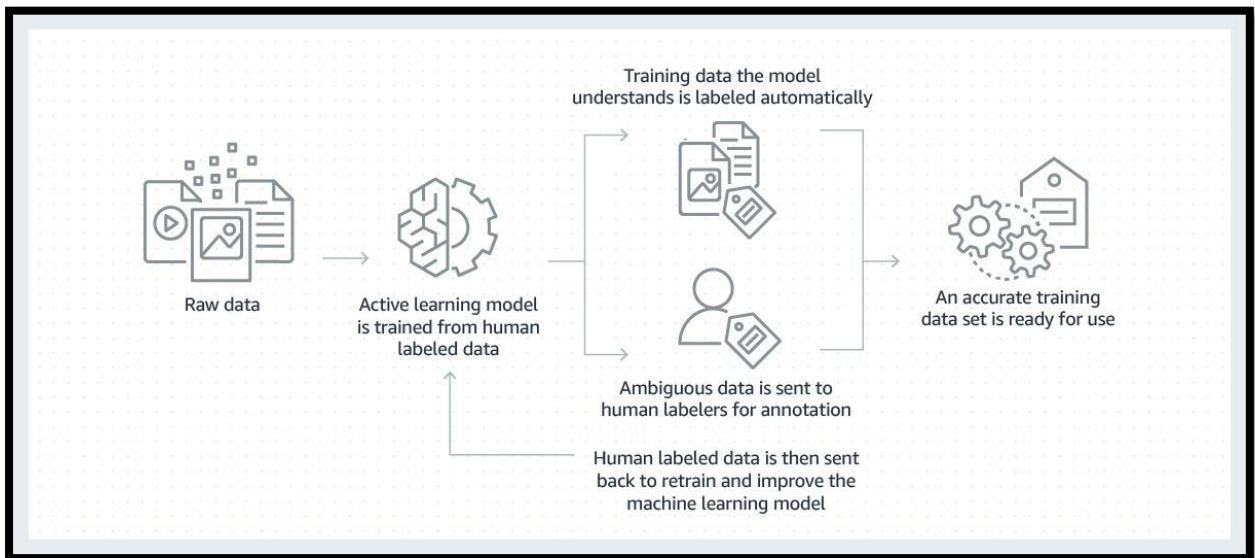 Training data the model
understands is labeled automatically
Raw data
Active learning model
is trained from human
labeled data
An accurate training
data set is ready for use
Ambiguous data is sent to
human labelers for annotation
Human labeled data is then sent
back to retrain and improve the
machine learning model